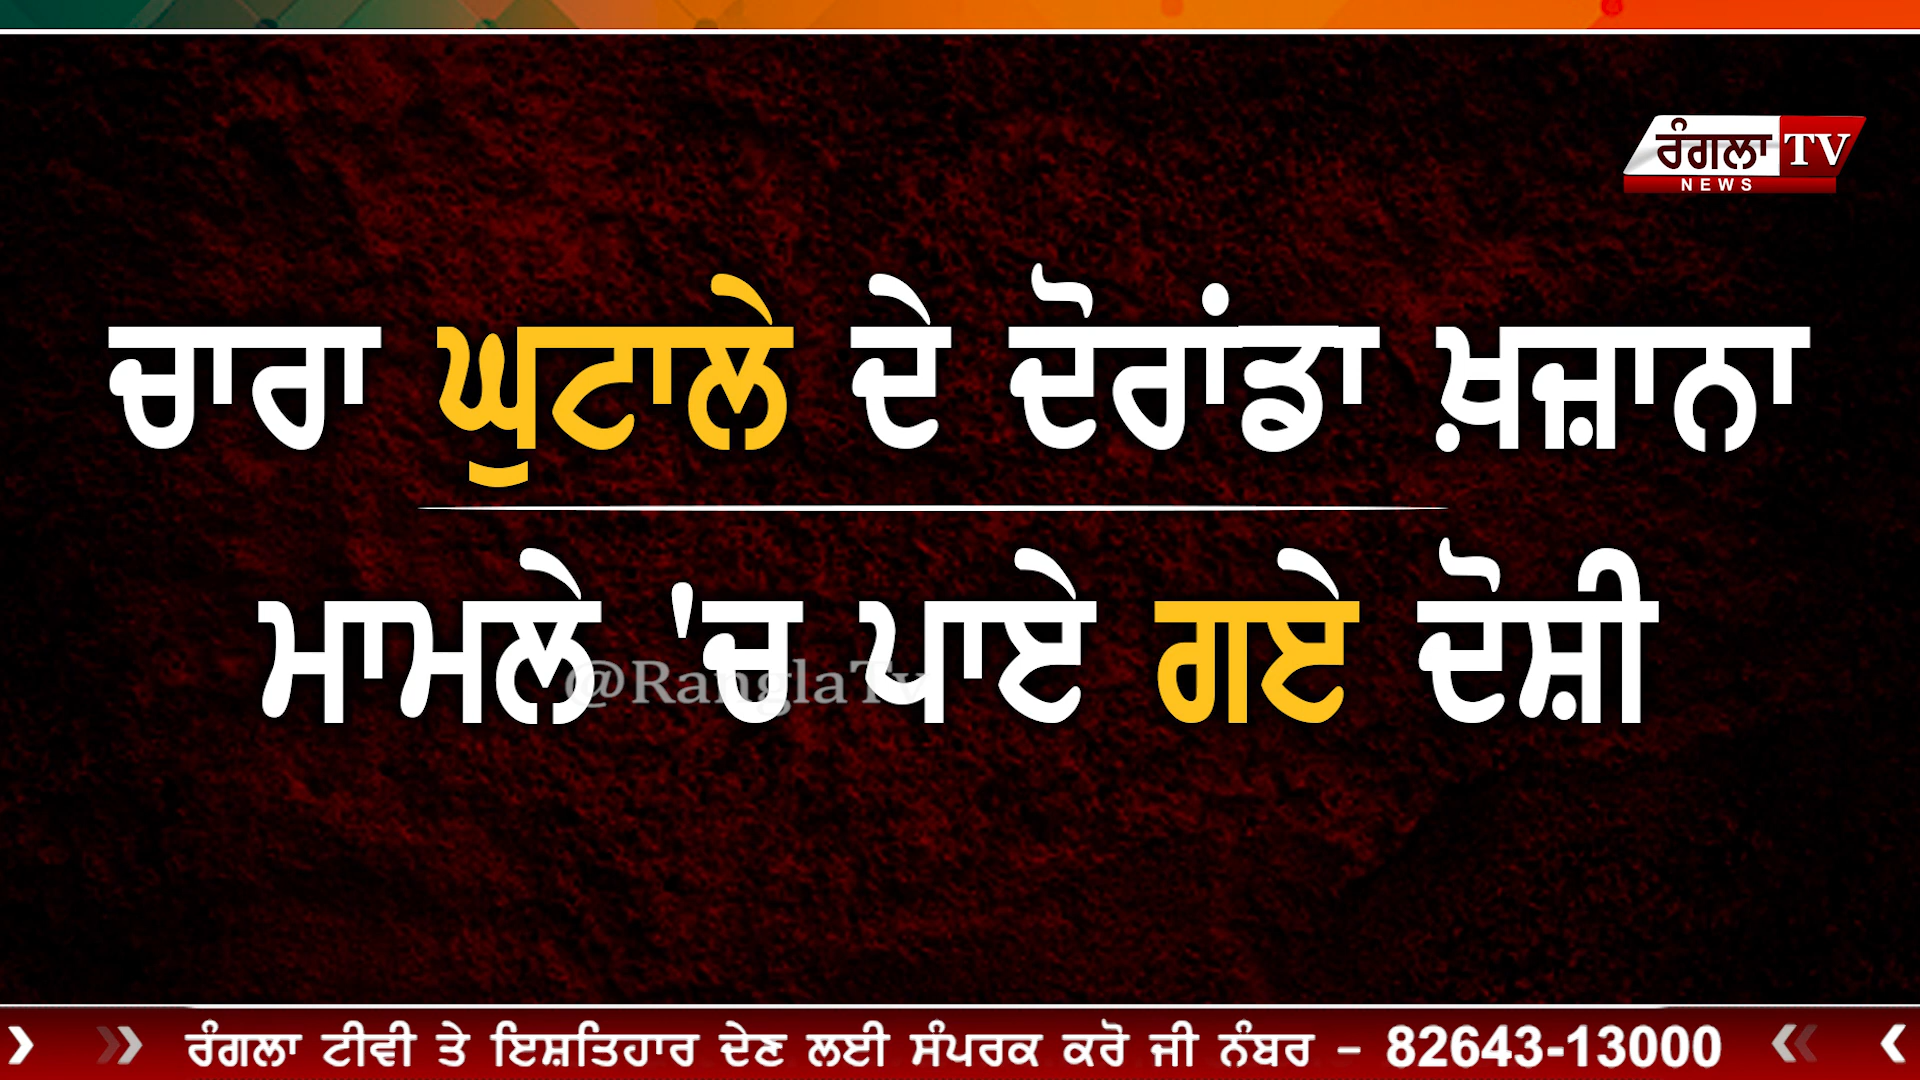 ਰੰਗਲਾ TV
NEWS
ਚਾਰਾ ਘੁਟਾਲੇ ਦੇ ਦੋਰਾਂਡਾ ਖ਼ਜ਼ਾਨਾ
ਮਾਮਲੇ 'ਚ ਪਾਏ ਗਏ ਦੋਸ਼ੀ
@RanglaTv
ਰੰਗਲਾ ਟੀਵੀ ਤੇ ਇਸ਼ਤਿਹਾਰ ਦੇਣ ਲਈ ਸੰਪਰਕ ਕਰੋ ਜੀ ਨੰਬਰ - 82643-13000